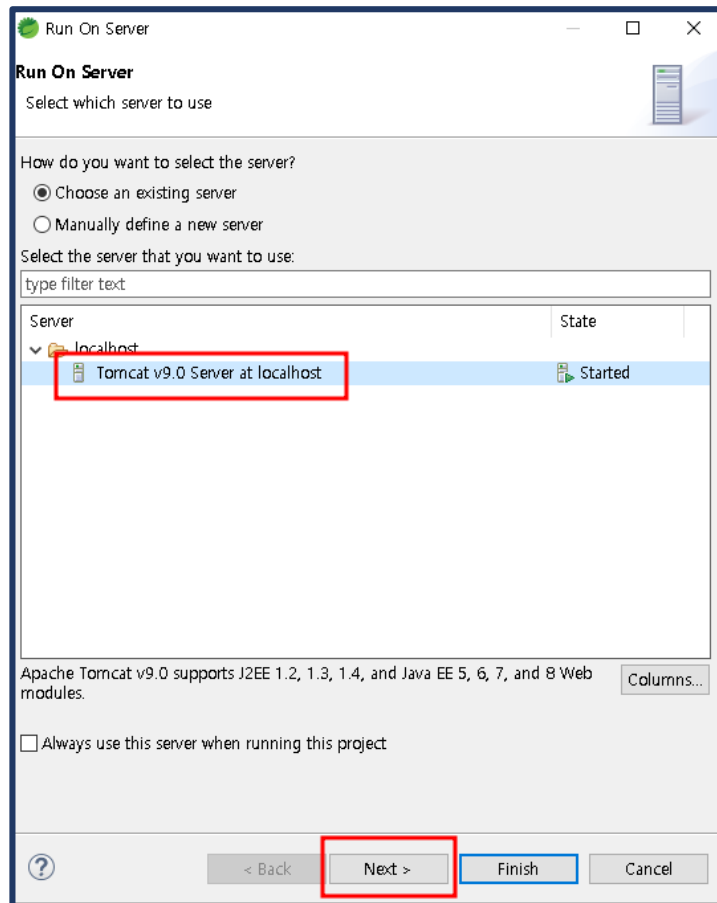 Run On Server
Run On Server
Select which server to use
How do you want to select the server?
Choose an existing server
Manually define a new server
Select the server that you want to use:
type filter text
Server State
localhost
Tomcat v9.0 Server at localhost Started
Apache Tomcat v9.0 supports J2EE 1.2, 1.3, 1.4, and Java EE 5, 6, 7, and 8 Web
modules.
Columns...
Always use this server when running this project
? < Back Next > Finish Cancel